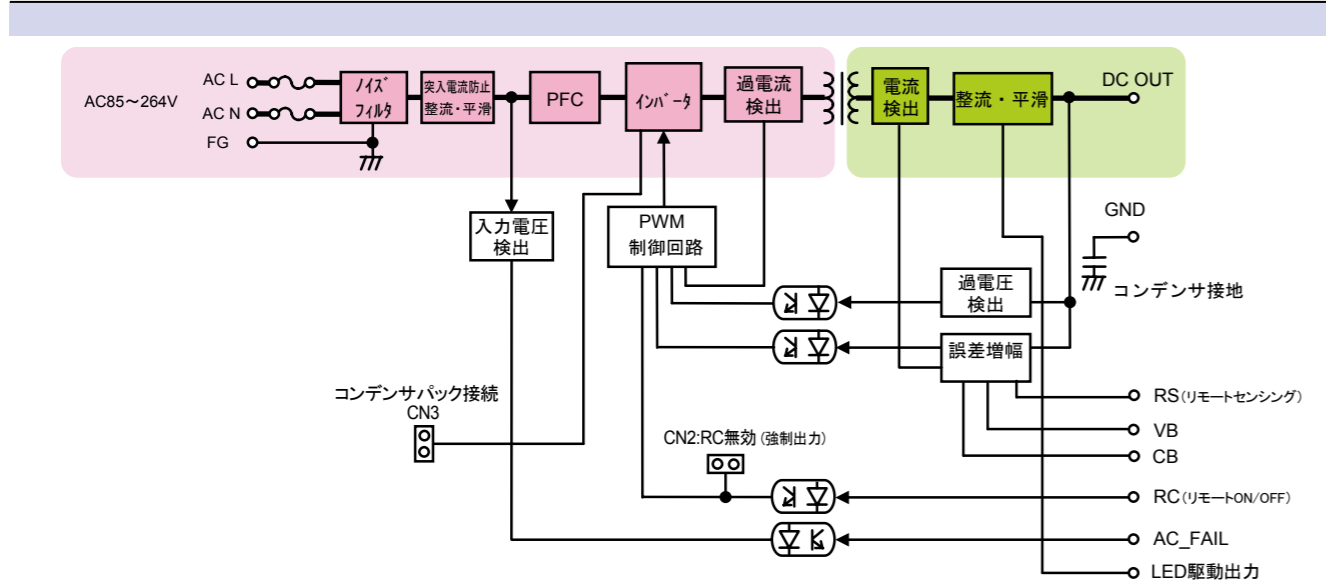 AC85～264V
AC L
AC N
FG
ﾉｲｽﾞ
ﾌｨﾙﾀ
突入電流防止
整流・平滑
PFC
ｲﾝﾊﾞｰﾀ
過電流
検出
電流
検出
整流・平滑
DC OUT
入力電圧
検出
PWM
制御回路
GND
コンデンサ接地
過電圧
検出
誤差増幅
コンデンサパック接続
CN3
CN2:RC無効 (強制出力)
RS(リモートセンシング)
VB
CB
RC(リモートON/OFF)
AC_FAIL
LED駆動出力